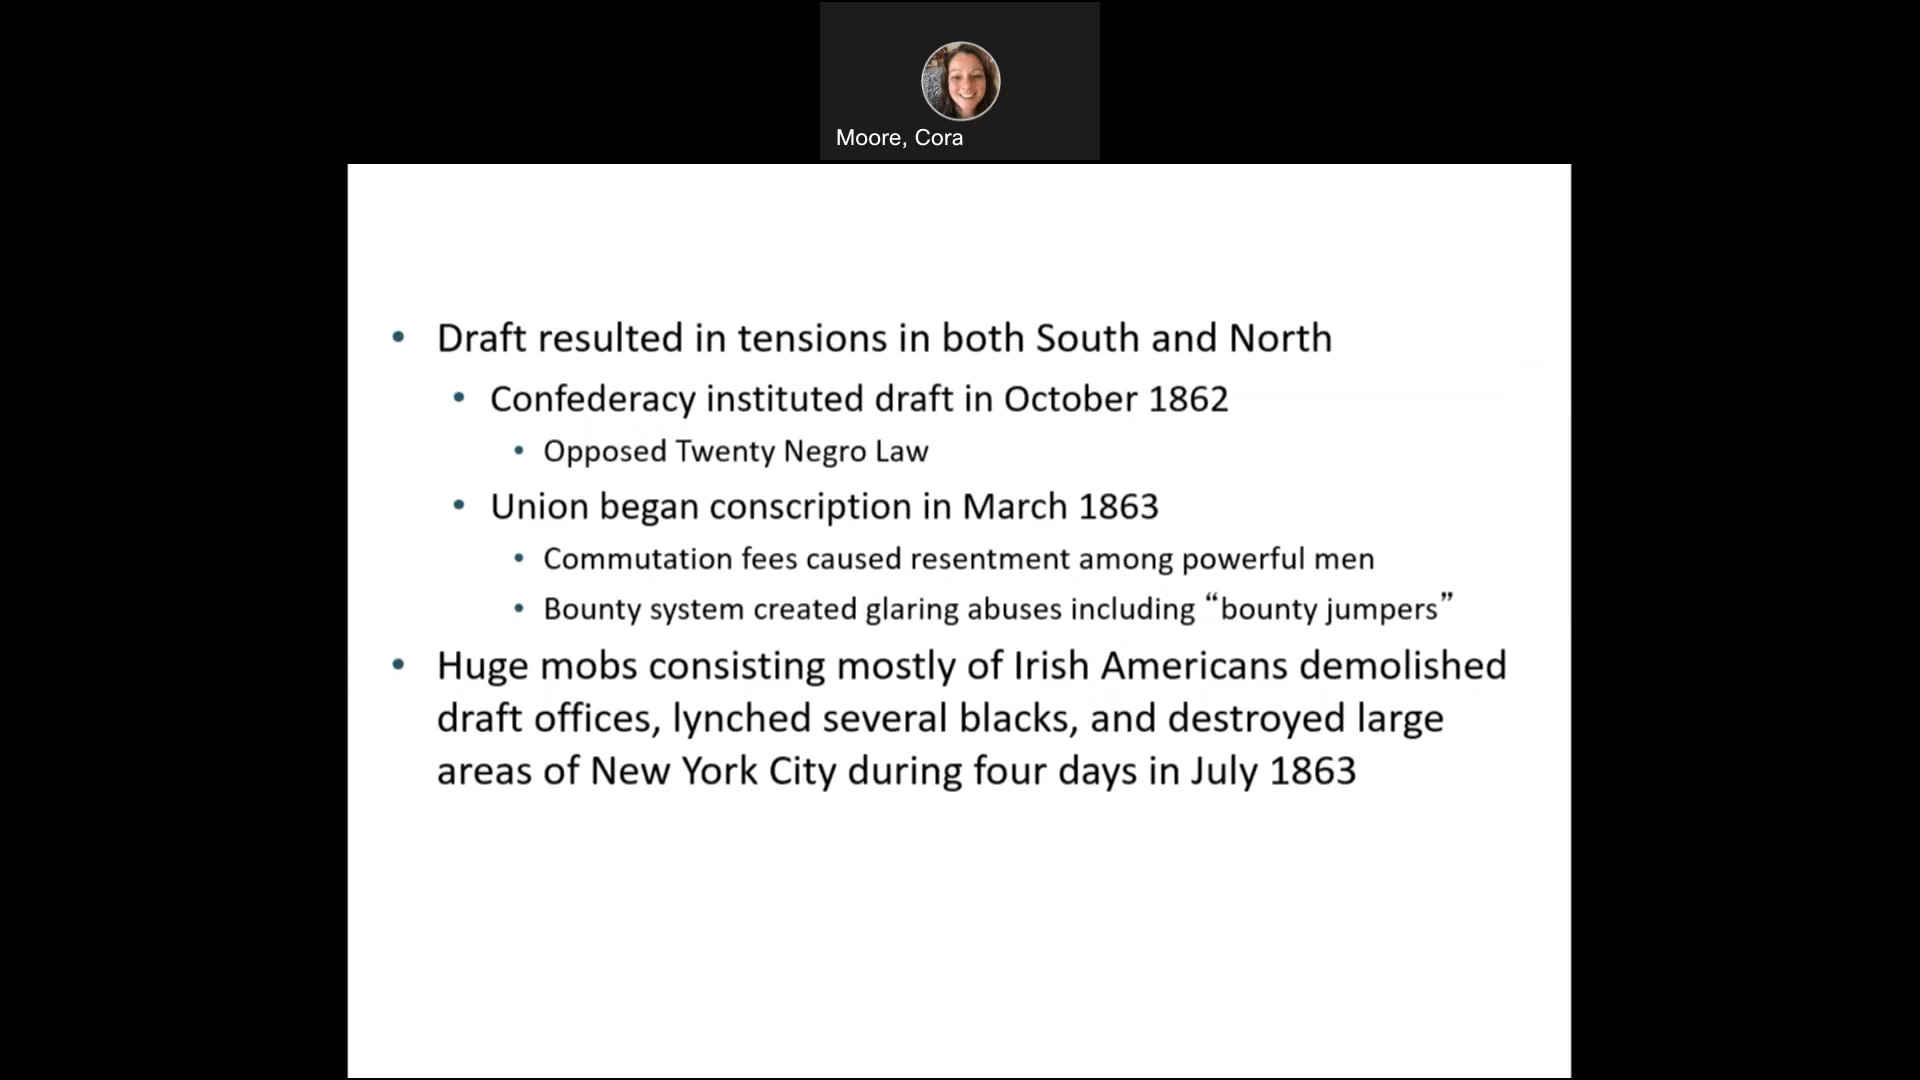 Moore, Cora
• Draft resulted in tensions in both South and North
• Confederacy instituted draft in October 1862
• Opposed Twenty Negro Law
• Union began conscription in March 1863
• Commutation fees caused resentment among powerful men
• Bounty system created glaring abuses including “bounty jumpers”
• Huge mobs consisting mostly of Irish Americans demolished
draft offices, lynched several blacks, and destroyed large
areas of New York City during four days in July 1863